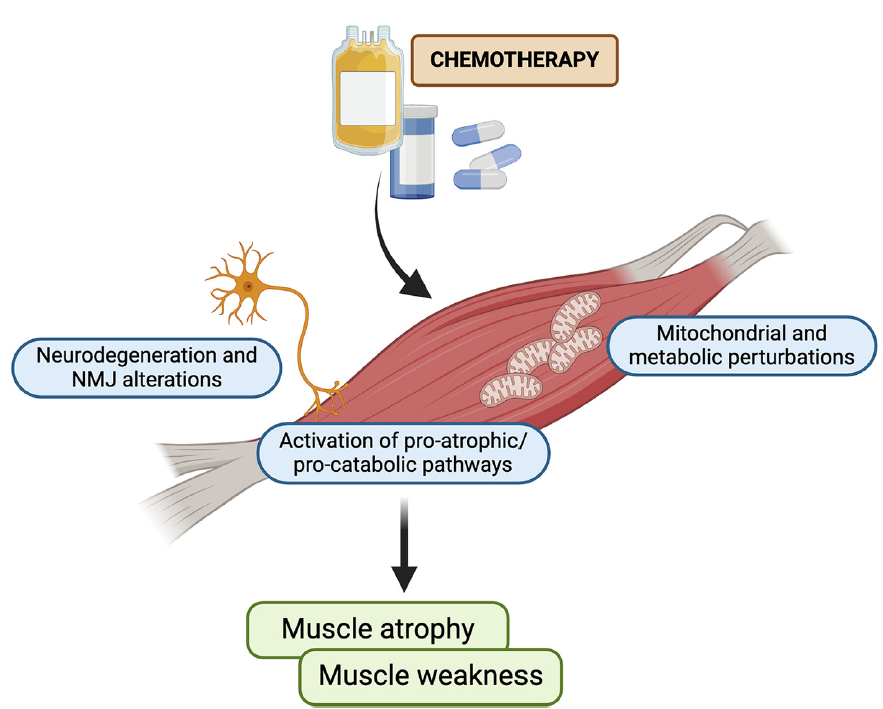 CHEMOTHERAPY
Neurodegeneration and
NMJ alterations
Mitochondrial and
metabolic perturbations
Activation of pro-atrophic/
pro-catabolic pathways
Muscle atrophy
Muscle weakness